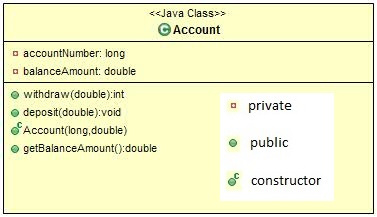 <<Java Class>>
Account
accountNumber: long
balanceAmount: double
withdraw(double):int
deposit(double):void
Account(long,double)
getBalanceAmount():double
private
public
constructor